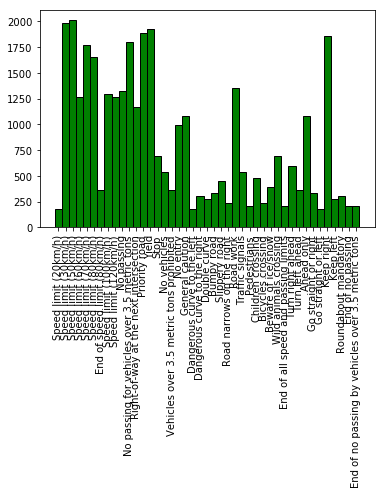 2000
1750
1500
1250
1000
750
500
250
0
Speed limit (20km/h)
Speed limit (30km/h)
Speed limit (50km/h)
Speed limit (60km/h)
Speed limit (70km/h)
Speed limit (80km/h)
End of speed limit (80km/h)
Speed limit (100km/h)
Speed limit (120km/h)
No passing
No passing for vehicles over 3.5 metric tons
Right-of-way at the next intersection
Priority road
Yield
Stop
No vehicles
Vehicles over 3.5 metric tons prohibited
No entry
General caution
Dangerous curve to the left
Dangerous curve to the right
Double curve
Bumpy road
Slippery road
Road narrows on the right
Road work
Traffic signals
Pedestrians
Children crossing
Bicycles crossing
Beware of ice/snow
Wild animals crossing
End of all speed and passing limits
Turn right ahead
Turn left ahead
Ahead only
Go straight or right
Go straight or left
Keep right
Keep left
Roundabout mandatory
End of no passing
End of no passing by vehicles over 3.5 metric tons